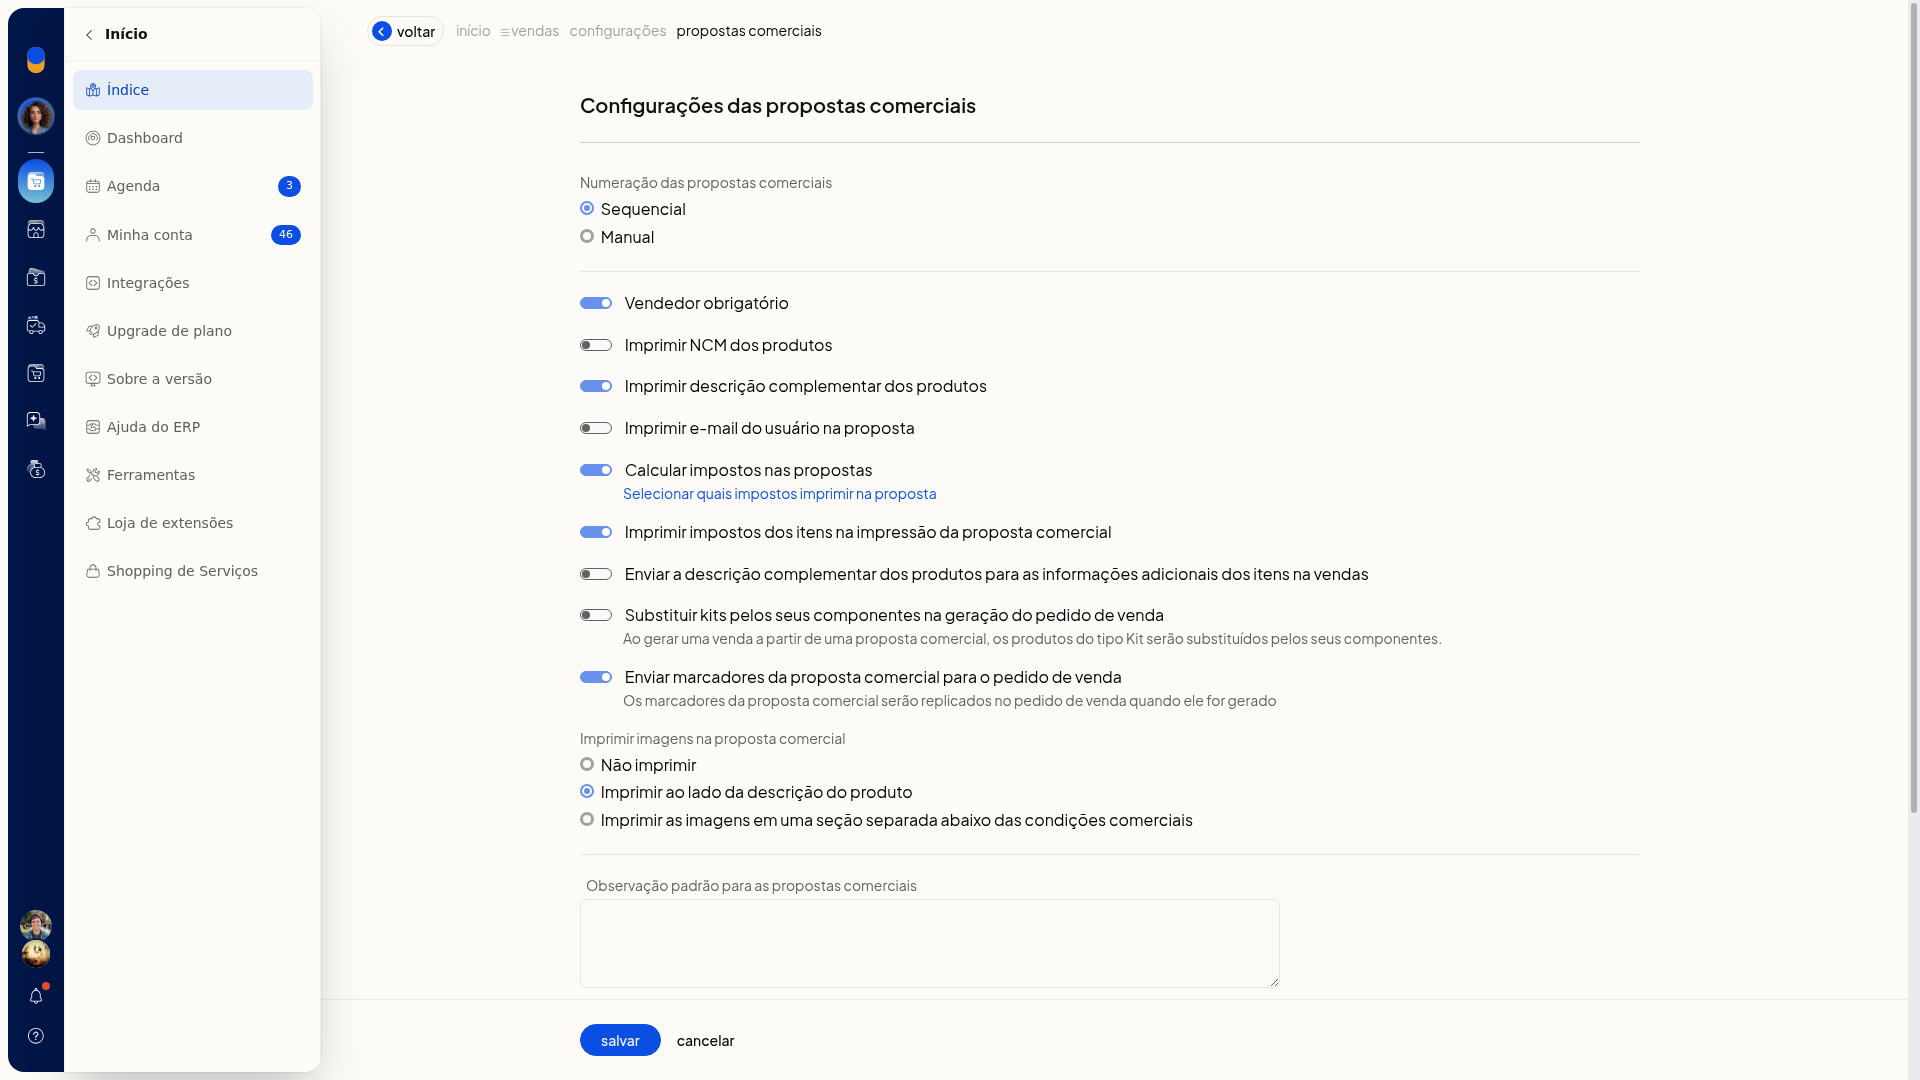 Início
Índice
Dashboard
Agenda
3
Minha conta
46
Integrações
Upgrade de plano
Sobre a versão
Ajuda do ERP
Ferramentas
Loja de extensões
Shopping de Serviços
voltar início vendas configurações propostas comerciais
Configurações das propostas comerciais
Numeração das propostas comerciais
Sequencial
Manual
Vendedor obrigatório
Imprimir NCM dos produtos
Imprimir descrição complementar dos produtos
Imprimir e-mail do usuário na proposta
Calcular impostos nas propostas
Selecionar quais impostos imprimir na proposta
Imprimir impostos dos itens na impressão da proposta comercial
Enviar a descrição complementar dos produtos para as informações adicionais dos itens na vendas
Substituir kits pelos seus componentes na geração do pedido de venda
Ao gerar uma venda a partir de uma proposta comercial, os produtos do tipo Kit serão substituídos pelos seus componentes.
Enviar marcadores da proposta comercial para o pedido de venda
Os marcadores da proposta comercial serão replicados no pedido de venda quando ele for gerado
Imprimir imagens na proposta comercial
Não imprimir
Imprimir ao lado da descrição do produto
Imprimir as imagens em uma seção separada abaixo das condições comerciais
Observação padrão para as propostas comerciais
salvar cancelar